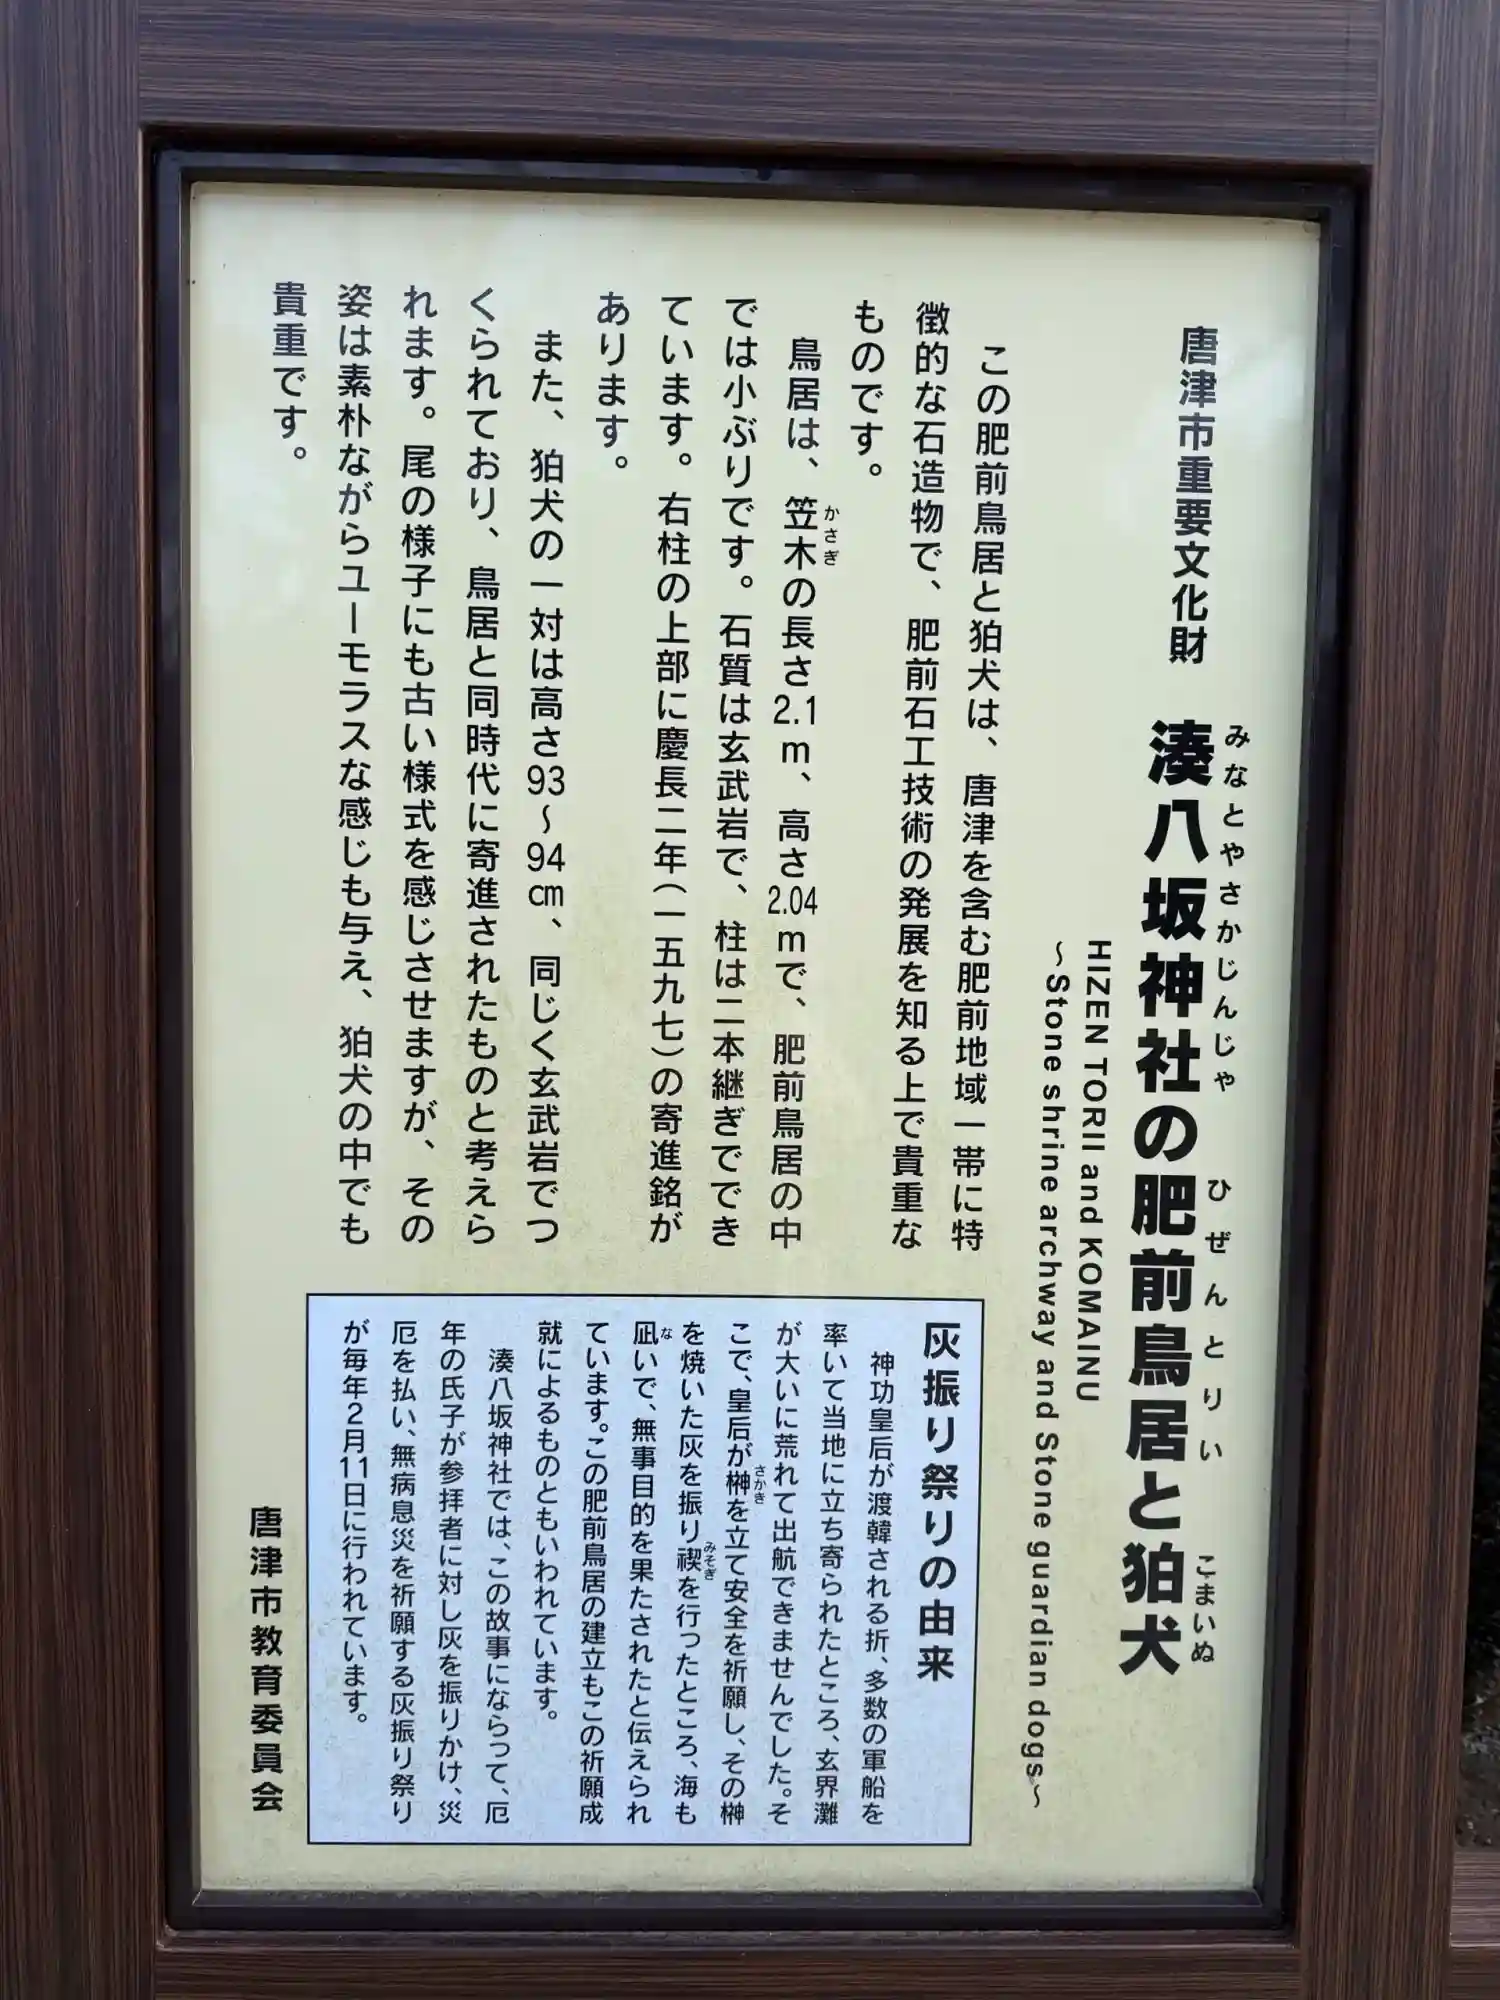 唐津市重要文化財 湊八坂神社の肥前鳥居と狛犬
みなとやさかじんじゃ ひぜんとりい こまいぬ
HIZEN TORII and KOMAINU
～Stone shrine archway and Stone guardian dogs～
この肥前鳥居と狛犬は、唐津を含む肥前地域一帯に特
徴的な石造物で、肥前石工技術の発展を知る上で貴重な
ものです。
鳥居は、笠木の長さ2.1m、高さ2.04mで、肥前鳥居の中
かさぎ
では小ぶりです。石質は玄武岩で、柱は二本継ぎででき
ています。右柱の上部に慶長二年(一五九七)の寄進銘が
あります。
また、狛犬の一対は高さ93～94㎝、同じく玄武岩でつ
くられており、鳥居と同時代に寄進されたものと考えら
れます。尾の様子にも古い様式を感じさせますが、その
姿は素朴ながらユーモラスな感じも与え、狛犬の中でも
貴重です。
灰振り祭りの由来
神功皇后が渡韓される折、多数の軍船を
率いて当地に立ち寄られたところ、玄界灘
が大いに荒れて出航できませんでした。そ
こで、皇后が榊を立て安全を祈願し、その榊
さかき
を焼いた灰を振り禊を行ったところ、海も
みそぎ
凪いで、無事目的を果たされたと伝えられ
な
ています。この肥前鳥居の建立もこの祈願成
就によるものともいわれています。
湊八坂神社では、この故事にならって、厄
年の氏子が参拝者に対し灰を振りかけ、災
厄を払い、無病息災を祈願する灰振り祭り
が毎年2月11日に行われています。
唐津市教育委員会